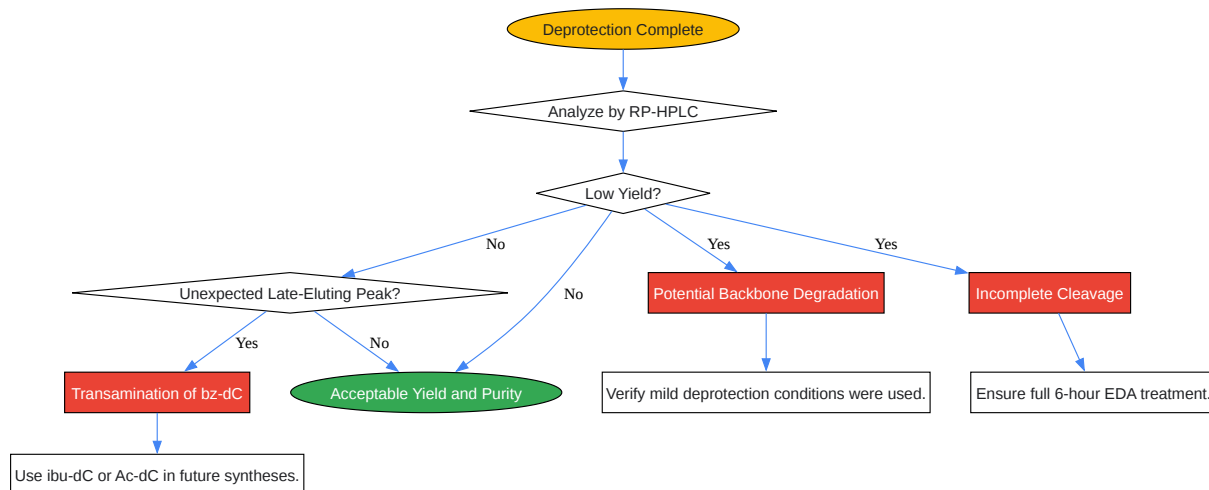 Deprotection Complete
Analyze by RP-HPLC
Low Yield?
No
No
Yes
Yes
Unexpected Late-Eluting Peak?
Potential Backbone Degradation
Incomplete Cleavage
Yes
No
Transamination of bz-dC
Acceptable Yield and Purity
Verify mild deprotection conditions were used.
Ensure full 6-hour EDA treatment.
Use ibu-dC or Ac-dC in future syntheses.